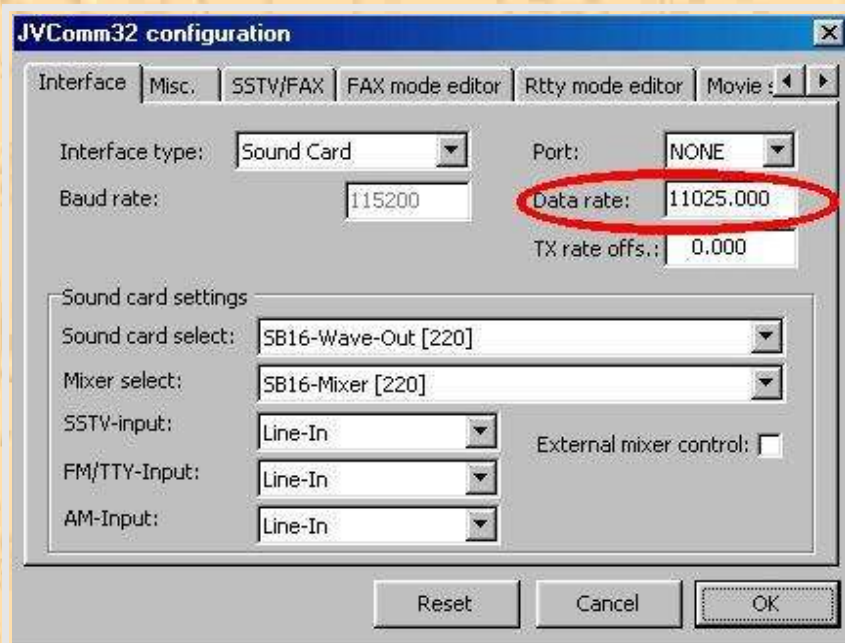 JVComm32 configuration
Interface Misc. SSTV/FAX FAX mode editor Rtty mode editor Movie s
Interface type: Sound Card Port: NONE
Baud rate: 115200 Data rate: 11025.000
TX rate offs.: 0.000
Sound card settings
Sound card select: SB16-Wave-Out [220]
Mixer select: SB16-Mixer [220]
SSTV-input: Line-In
External mixer control:
FM/TTY-Input: Line-In
AM-Input: Line-In
Reset Cancel OK